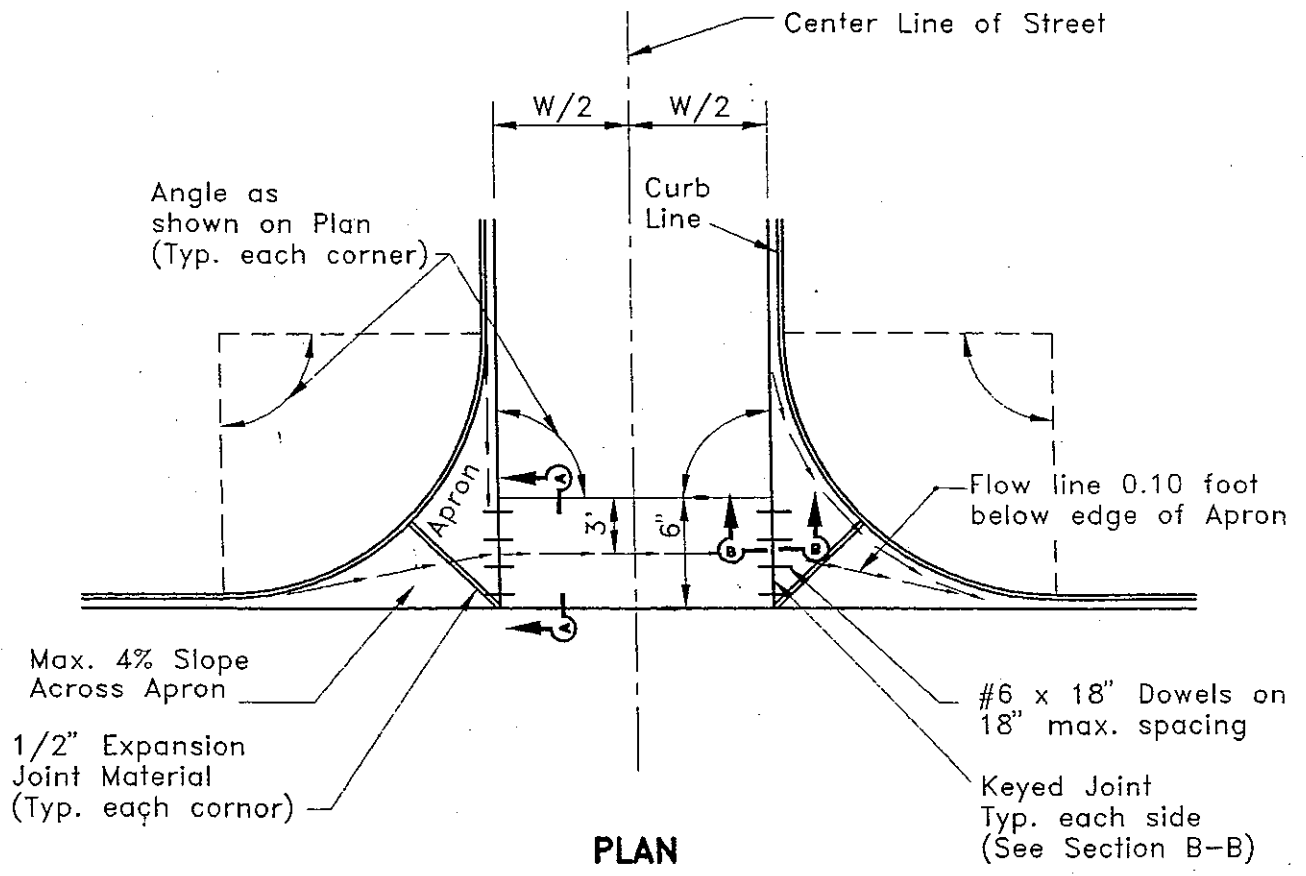 Center Line of Street
W/2
W/2
Angle as
shown on Plan
(Typ. each corner)
Curb
Line
Apron
A
3'
6"
B
B
Flow line 0.10 foot
below edge of Apron
A
Max. 4% Slope
Across Apron
#6 x 18" Dowels on
18" max. spacing
1/2" Expansion
Joint Material
(Typ. each cornor)
Keyed Joint
Typ. each side
(See Section B-B)
PLAN